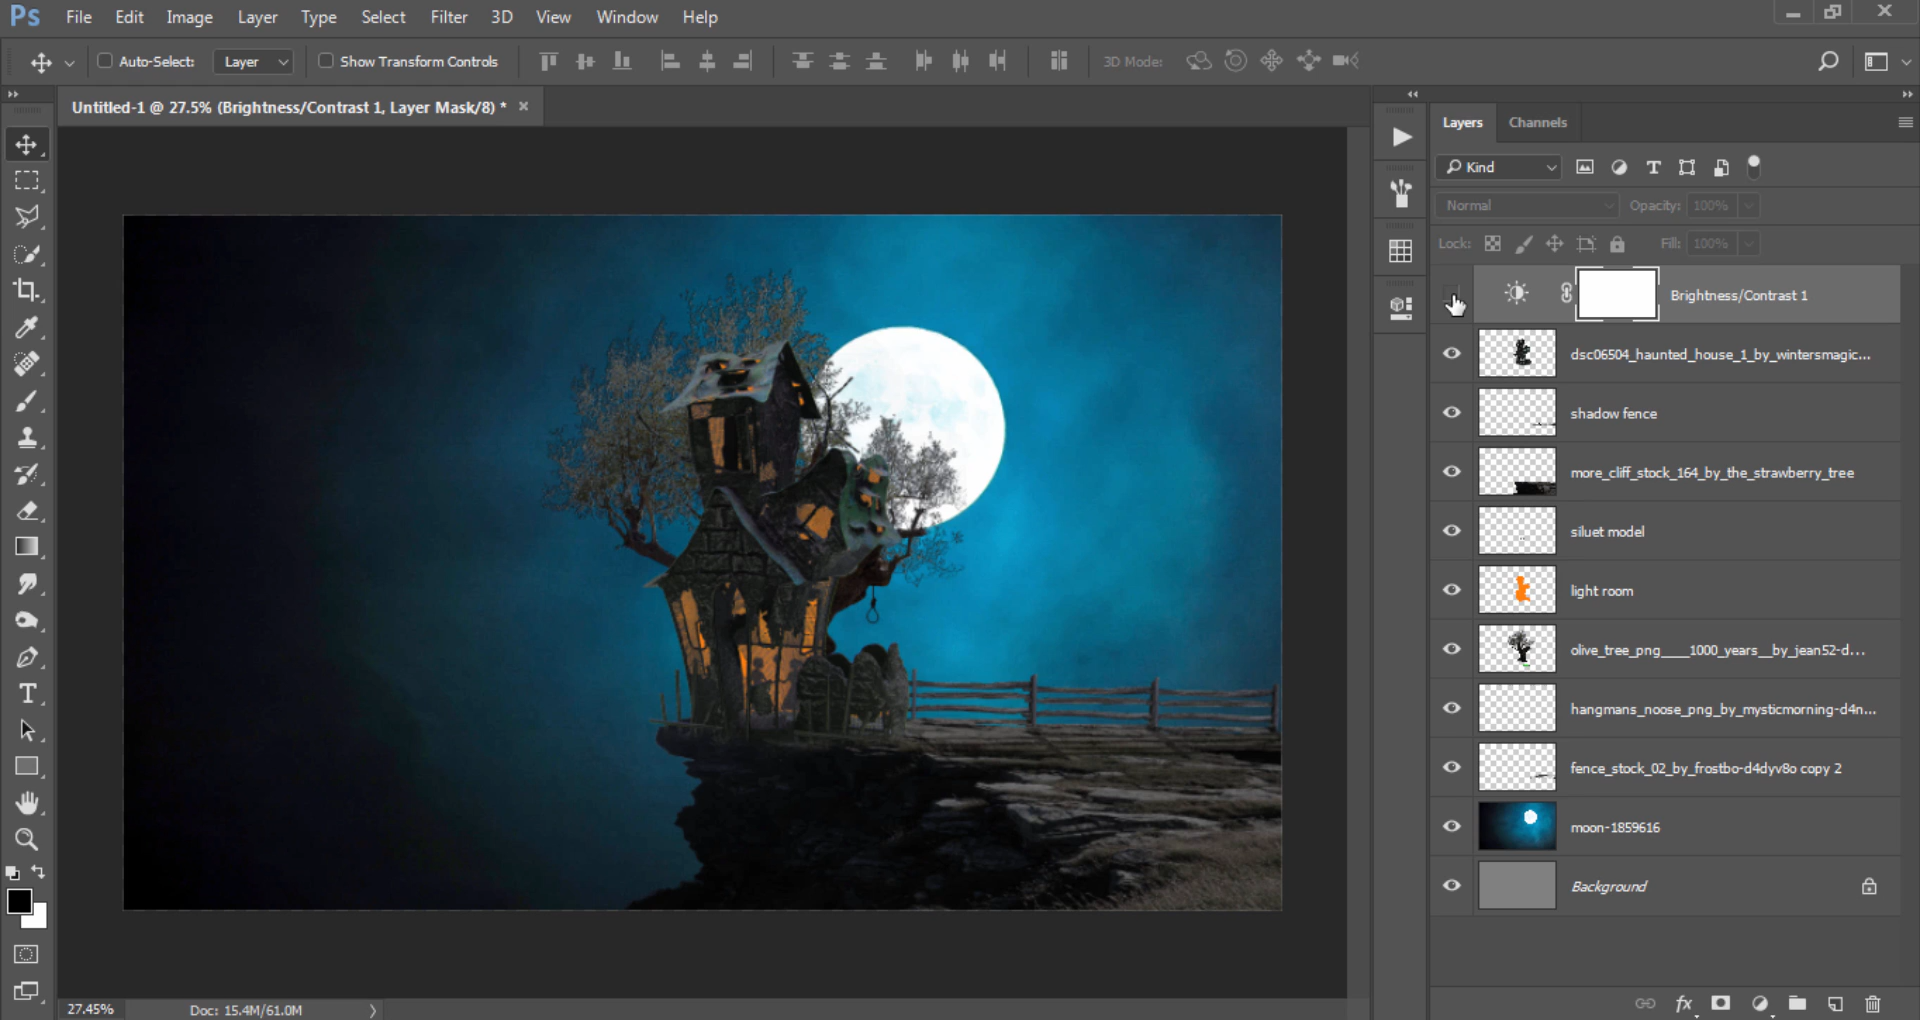 Ps File Edit Image Layer Type Select Filter 3D View Window Help
Auto-Select: Layer Show Transform Controls 3D Mode:
Untitled-1 @ 27.5% (Brightness/Contrast 1, Layer Mask/8) *
Layers Channels
Kind
Normal Opacity: 100%
Lock: Fill: 100%
Brightness/Contrast 1
dsc06504_haunted_house_1_by_wintersmagic...
shadow fence
more_cliff_stock_164_by_the_strawberry_tree
siluet model
light room
olive_tree_png____1000_years__by_jean52-d...
hangmans_noose_png_by_mysticmorning-d4n...
fence_stock_02_by_frostbo-d4dyv8o copy 2
moon-1859616
Background
fx
27.45% Doc: 15.4M/61.0M